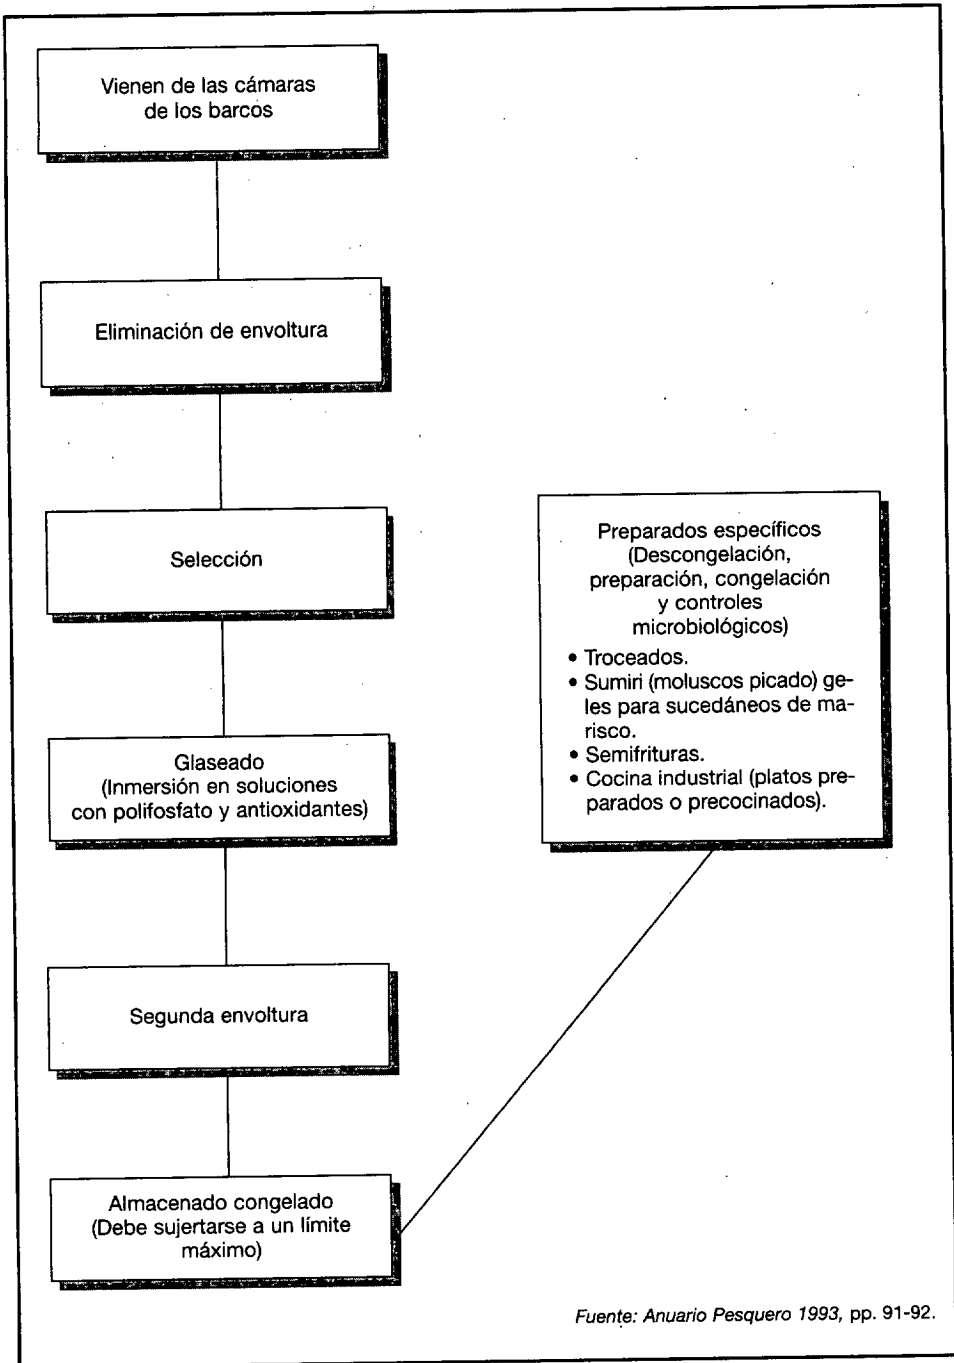 Vienen de las cámaras
de los barcos
Eliminación de envoltura
Selección
Glaseado
(Inmersión en soluciones
con polifosfato y antioxidantes)
Segunda envoltura
Almacenado congelado
(Debe sujertarse a un límite
máximo)
Preparados específicos
(Descongelación,
preparación, congelación
y controles
microbiológicos)
• Troceados.
• Sumiri (moluscos picado) ge-
les para sucedáneos de ma-
risco.
• Semifrituras.
• Cocina industrial (platos pre-
parados o precocinados).
Fuente: Anuario Pesquero 1993, pp. 91-92.